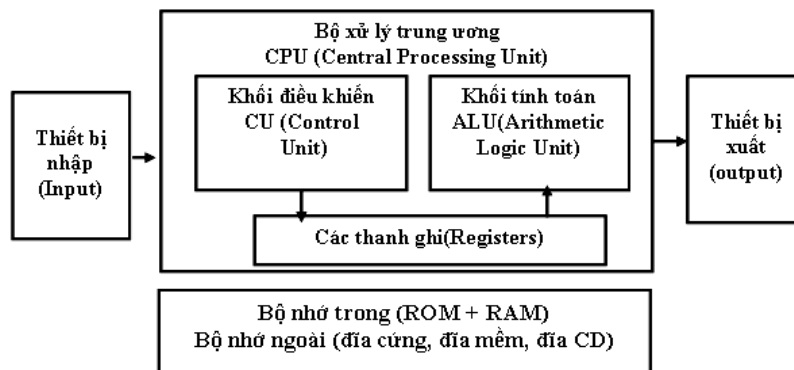 Bộ xử lý trung ương
CPU (Central Processing Unit)
Thiết bị
nhập
(Input)
Khối điều khiển
CU (Control
Unit)
Khối tính toán
ALU(Arithmetic
Logic Unit)
Các thanh ghi(Registers)
Thiết bị
xuất
(output)
Bộ nhớ trong (ROM + RAM)
Bộ nhớ ngoài (đĩa cứng, đĩa mềm, đĩa CD)